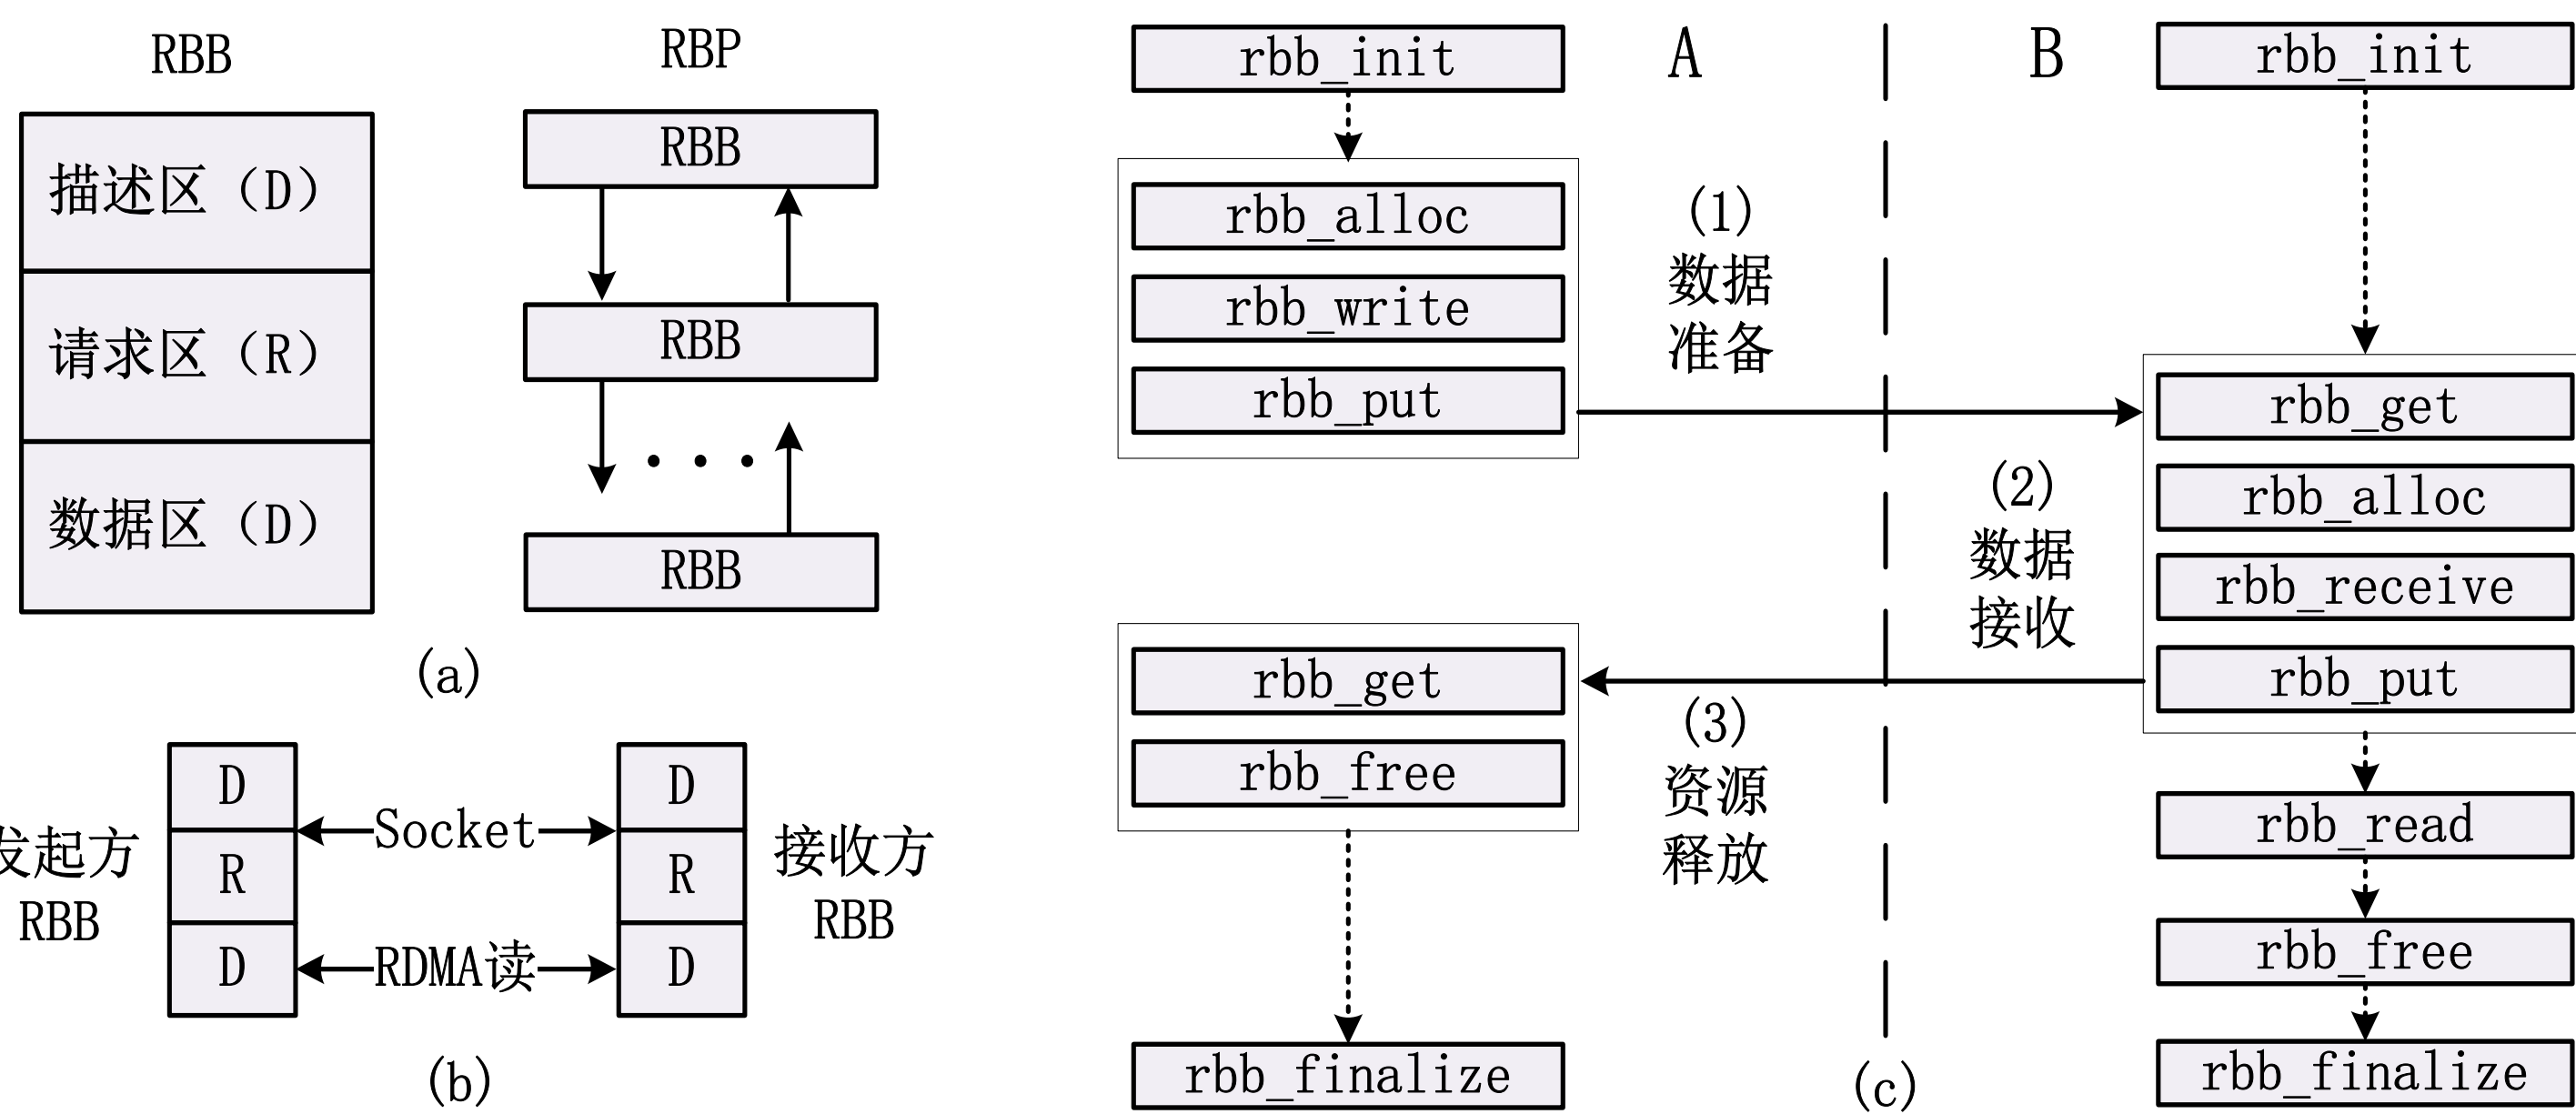 RBB
描述区（D）
请求区（R）
数据区（D）
RBP
RBB
RBB
RBB
(a)
D
R
D
Socket
RDMA读
D
R
D
发起方
RBB
接收方
RBB
(b)
A
rbb_init
rbb_alloc
rbb_write
rbb_put
(1)
数据
准备
rbb_get
rbb_free
(3)
资源
释放
rbb_finalize
B
rbb_init
(2)
数据
接收
rbb_get
rbb_alloc
rbb_receive
rbb_put
rbb_read
rbb_free
rbb_finalize
(c)